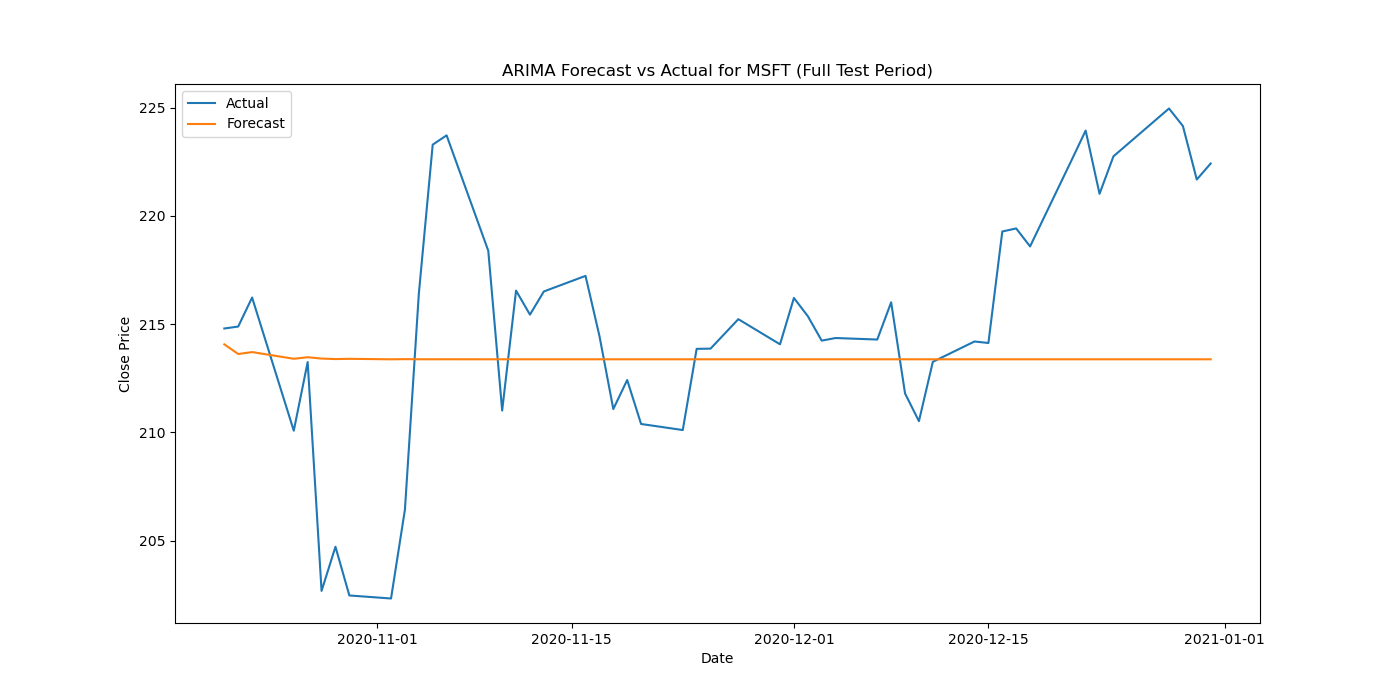 ARIMA Forecast vs Actual for MSFT (Full Test Period)
Actual
Forecast
225
220
215
210
205
Close Price
2020-11-01
2020-11-15
2020-12-01
2020-12-15
2021-01-01
Date